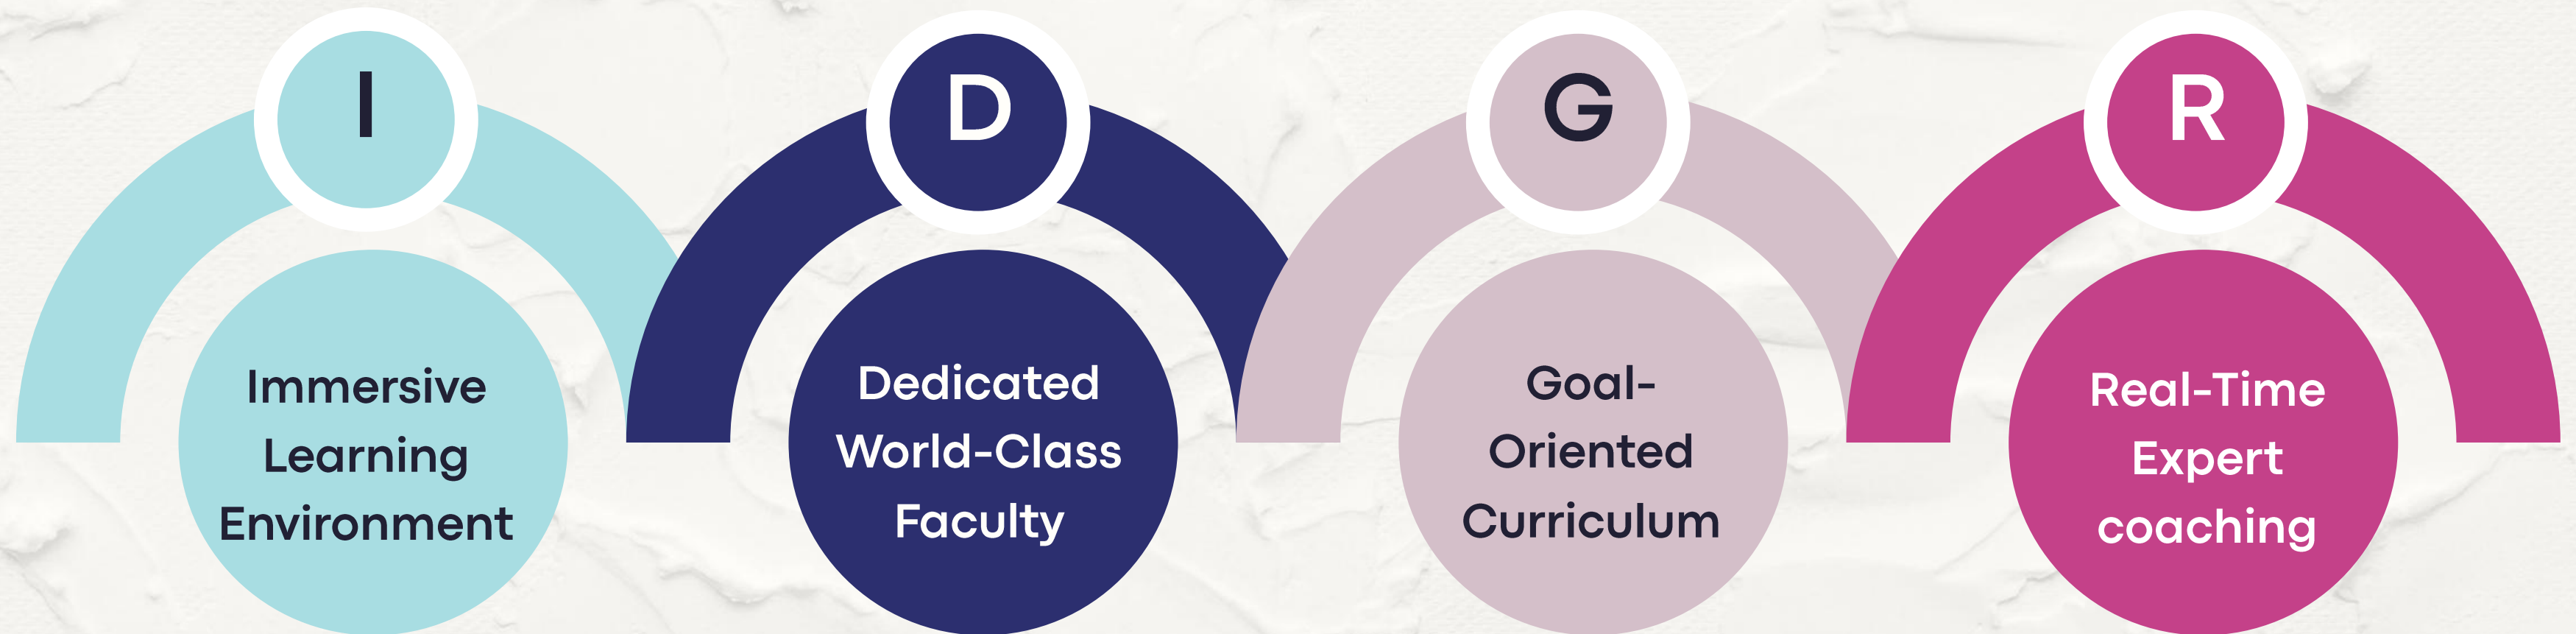 I
Immersive
Learning
Environment
D
Dedicated
World-Class
Faculty
G
Goal-
Oriented
Curriculum
R
Real-Time
Expert
coaching